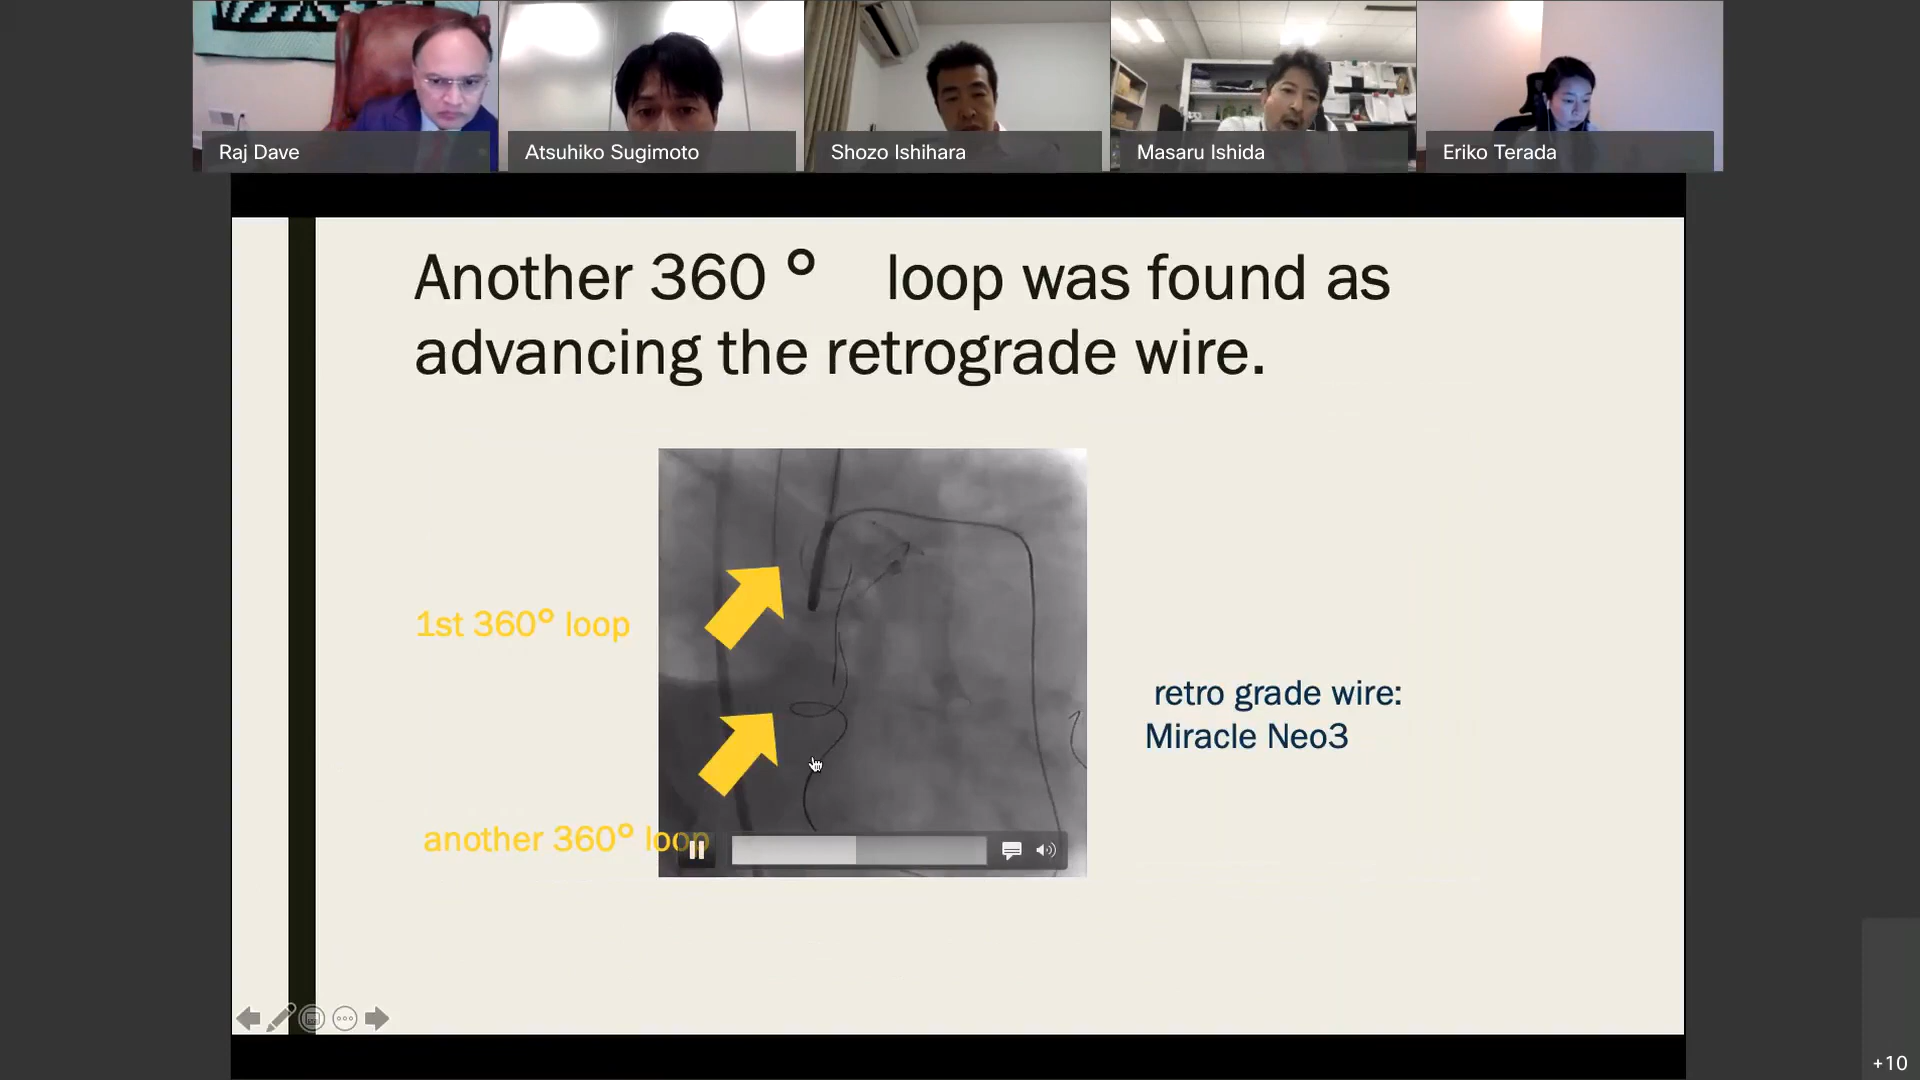 Raj Dave
Atsuhiko Sugimoto
Shozo Ishihara
Masaru Ishida
Eriko Terada
Another 360 ° loop was found as
advancing the retrograde wire.
1st 360° loop
retro grade wire:
Miracle Neo3
another 360° loop
+10